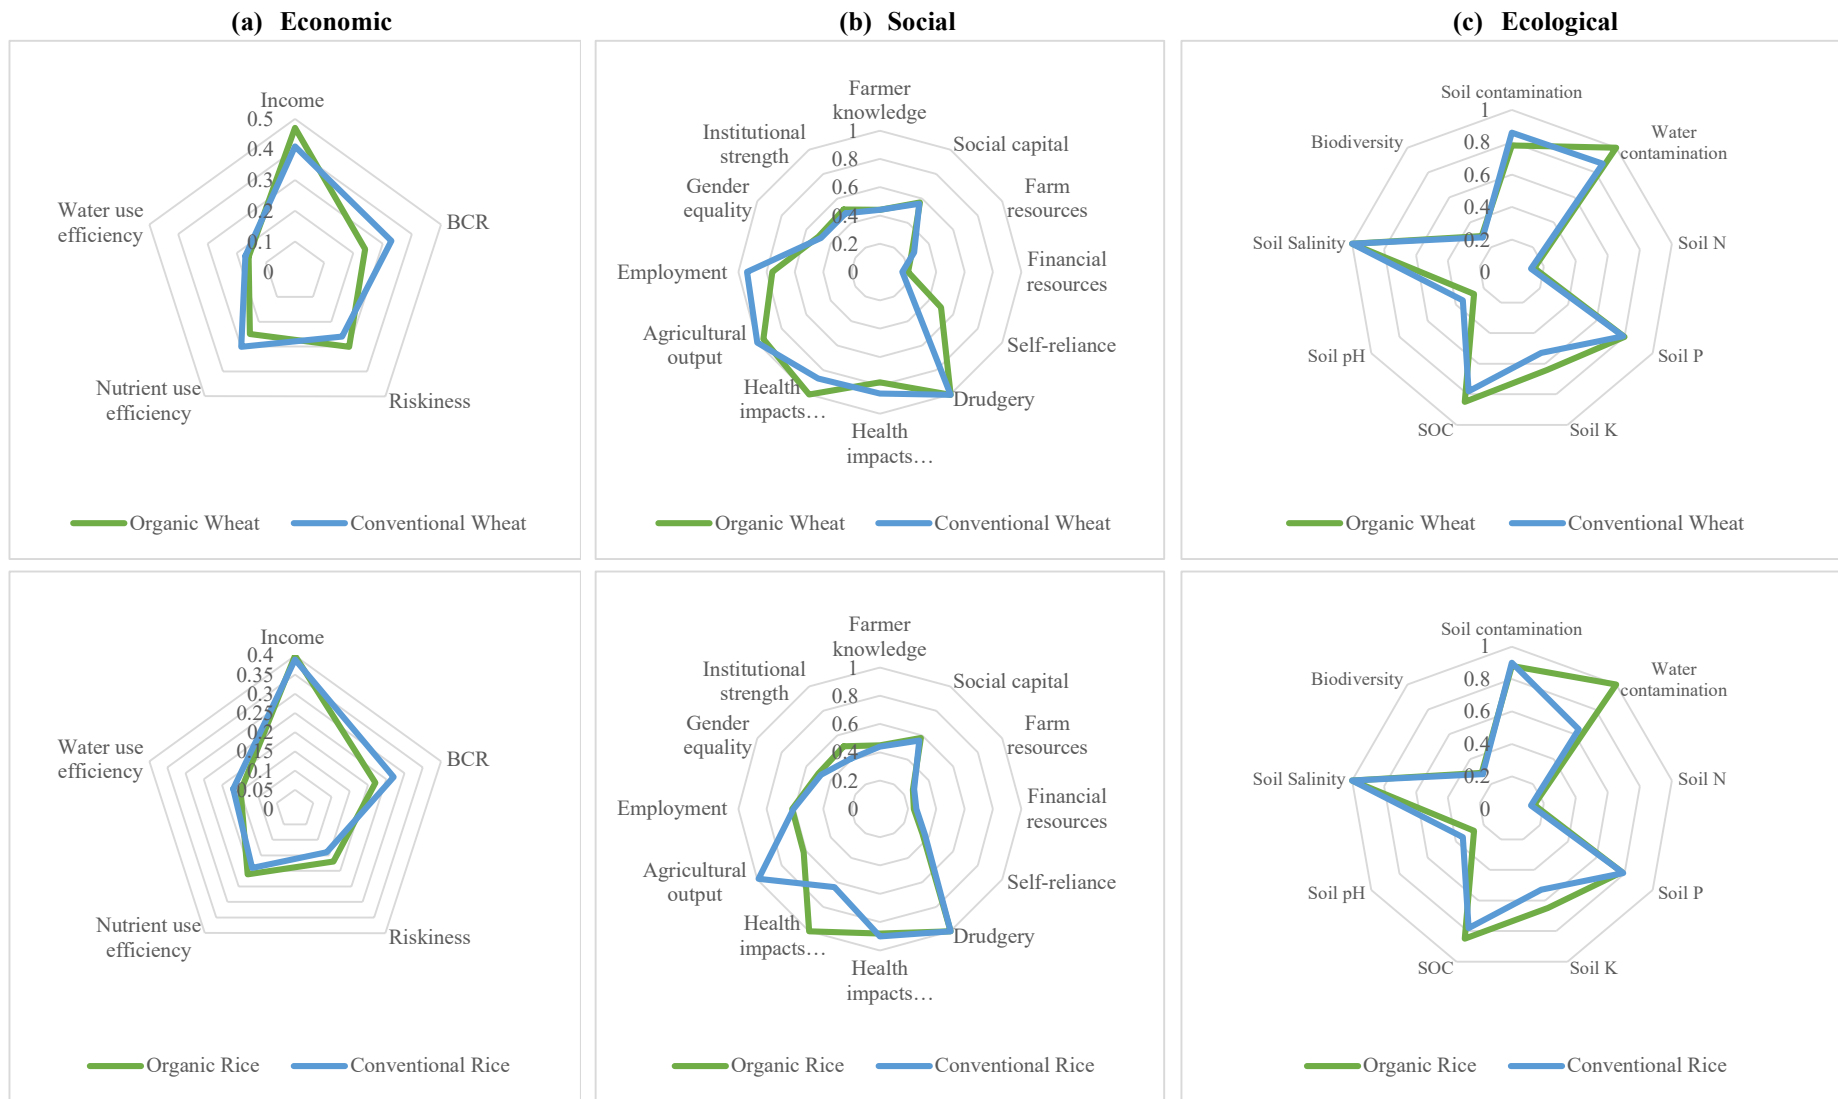 (a) Economic
(b) Social
(c) Ecological
Income
0.5
0.4
0.3
0.2
0.1
0
BCR
Riskiness
Nutrient use
efficiency
Water use
efficiency
Organic Wheat
Conventional Wheat
Farmer
knowledge
1
0.8
0.6
0.4
0.2
0
Social capital
Farm
resources
Financial
resources
Self-reliance
Drudgery
Health
impacts…
Health
impacts…
Agricultural
output
Employment
Gender
equality
Institutional
strength
Organic Wheat
Conventional Wheat
Soil contamination
1
0.8
0.6
0.4
0.2
0
Water
contamination
Soil N
Soil P
Soil K
SOC
Soil pH
Soil Salinity
Biodiversity
Organic Wheat
Conventional Wheat
Income
0.4
0.35
0.3
0.25
0.2
0.15
0.1
0.05
0
BCR
Riskiness
Nutrient use
efficiency
Water use
efficiency
Organic Rice
Conventional Rice
Farmer
knowledge
1
0.8
0.6
0.4
0.2
0
Social capital
Farm
resources
Financial
resources
Self-reliance
Drudgery
Health
impacts…
Health
impacts…
Agricultural
output
Employment
Gender
equality
Institutional
strength
Organic Rice
Conventional Rice
Soil contamination
1
0.8
0.6
0.4
0.2
0
Water
contamination
Soil N
Soil P
Soil K
SOC
Soil pH
Soil Salinity
Biodiversity
Organic Rice
Conventional Rice